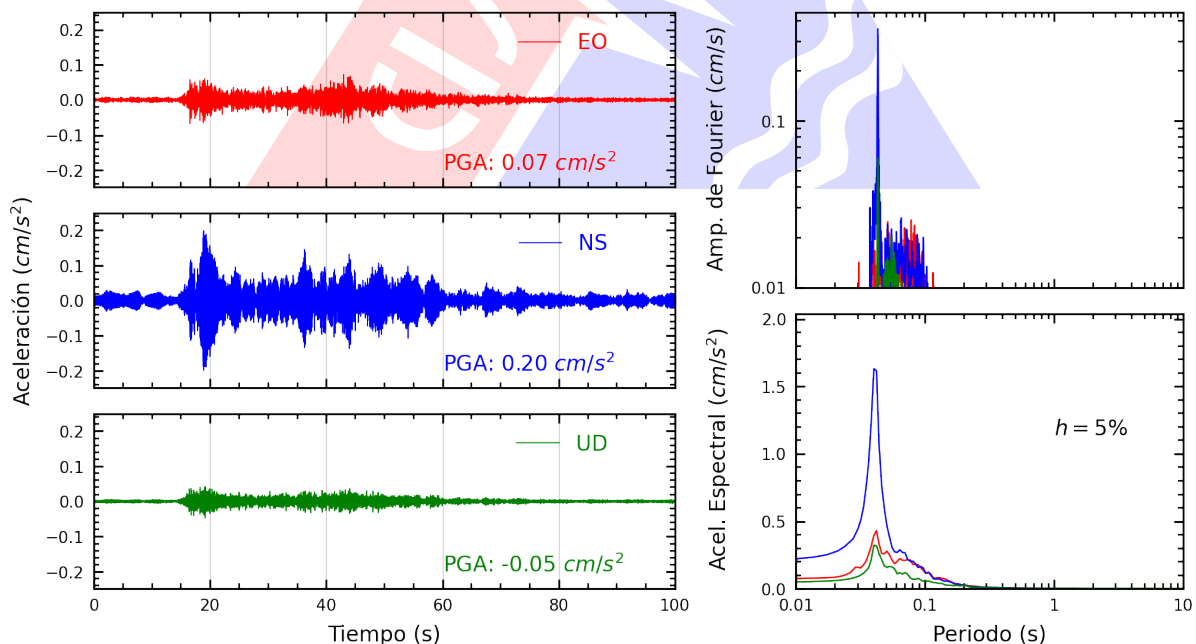 Aceleración (cm/s²)
0.2
0.1
0.0
−0.1
−0.2
EO
PGA: 0.07 cm/s²
0.2
0.1
0.0
−0.1
−0.2
NS
PGA: 0.20 cm/s²
0.2
0.1
0.0
−0.1
−0.2
UD
PGA: -0.05 cm/s²
0 20 40 60 80 100
Tiempo (s)
Amp. de Fourier (cm/s)
0.1
0.01
Acel. Espectral (cm/s²)
2.0
1.5
1.0
0.5
0.0
h = 5%
0.01 0.1 1 10
Periodo (s)